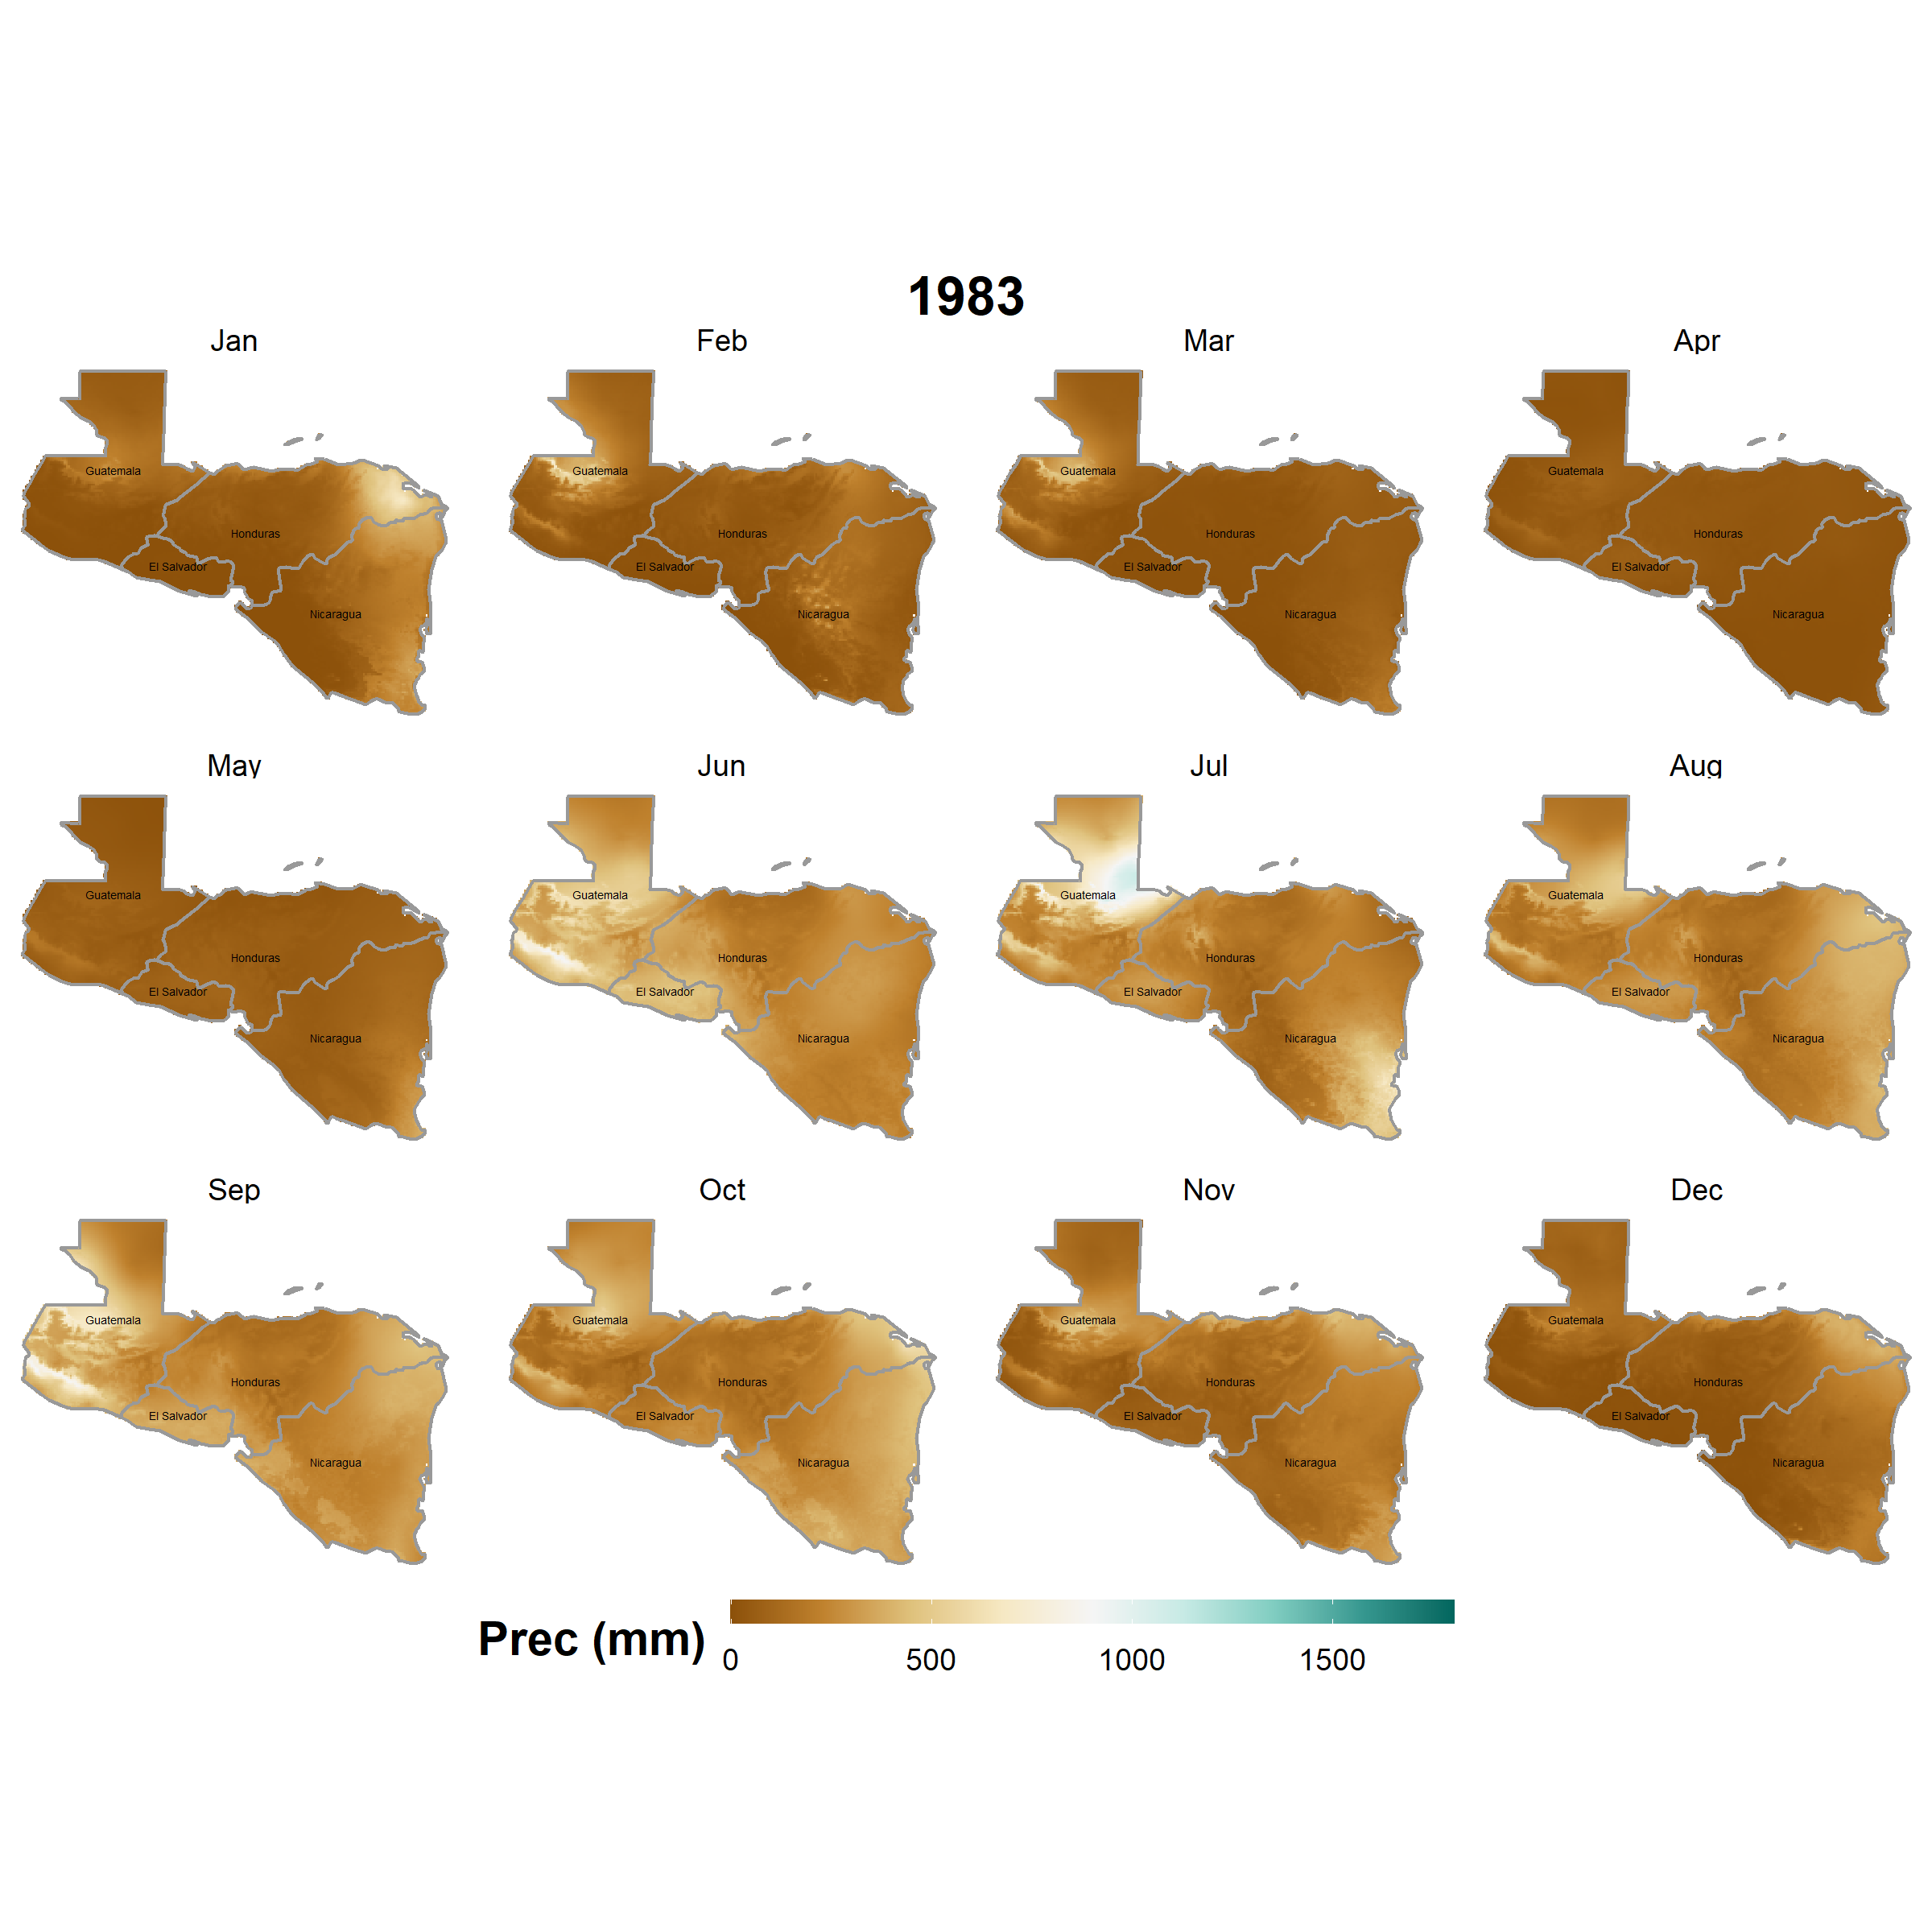 1983
Jan Feb Mar Apr
Guatemala Guatemala Guatemala Guatemala
Honduras Honduras Honduras Honduras
El Salvador El Salvador El Salvador El Salvador
Nicaragua Nicaragua Nicaragua Nicaragua
May Jun Jul Aug
Guatemala Guatemala Guatemala Guatemala
Honduras Honduras Honduras Honduras
El Salvador El Salvador El Salvador El Salvador
Nicaragua Nicaragua Nicaragua Nicaragua
Sep Oct Nov Dec
Guatemala Guatemala Guatemala Guatemala
Honduras Honduras Honduras Honduras
El Salvador El Salvador El Salvador El Salvador
Nicaragua Nicaragua Nicaragua Nicaragua
Prec (mm)
0 500 1000 1500